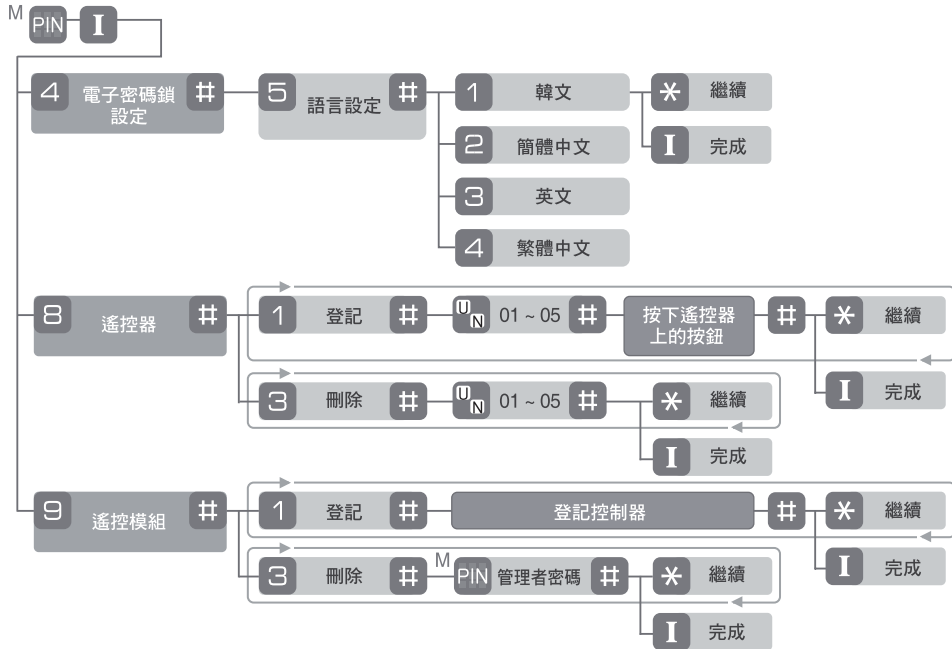 M PIN I
4 電子密碼鎖 # 5 語言設定 # 1 韓文 * 繼續
設定
2 簡體中文 I 完成
3 英文
4 繁體中文
8 遙控器 # 1 登記 # UN 01 ~ 05 # 按下遙控器 # * 繼續
上的按鈕
I 完成
3 刪除 # UN 01 ~ 05 # * 繼續
I 完成
9 遙控模組 # 1 登記 # 登記控制器 # * 繼續
I 完成
3 刪除 # M PIN 管理者密碼 # * 繼續
I 完成